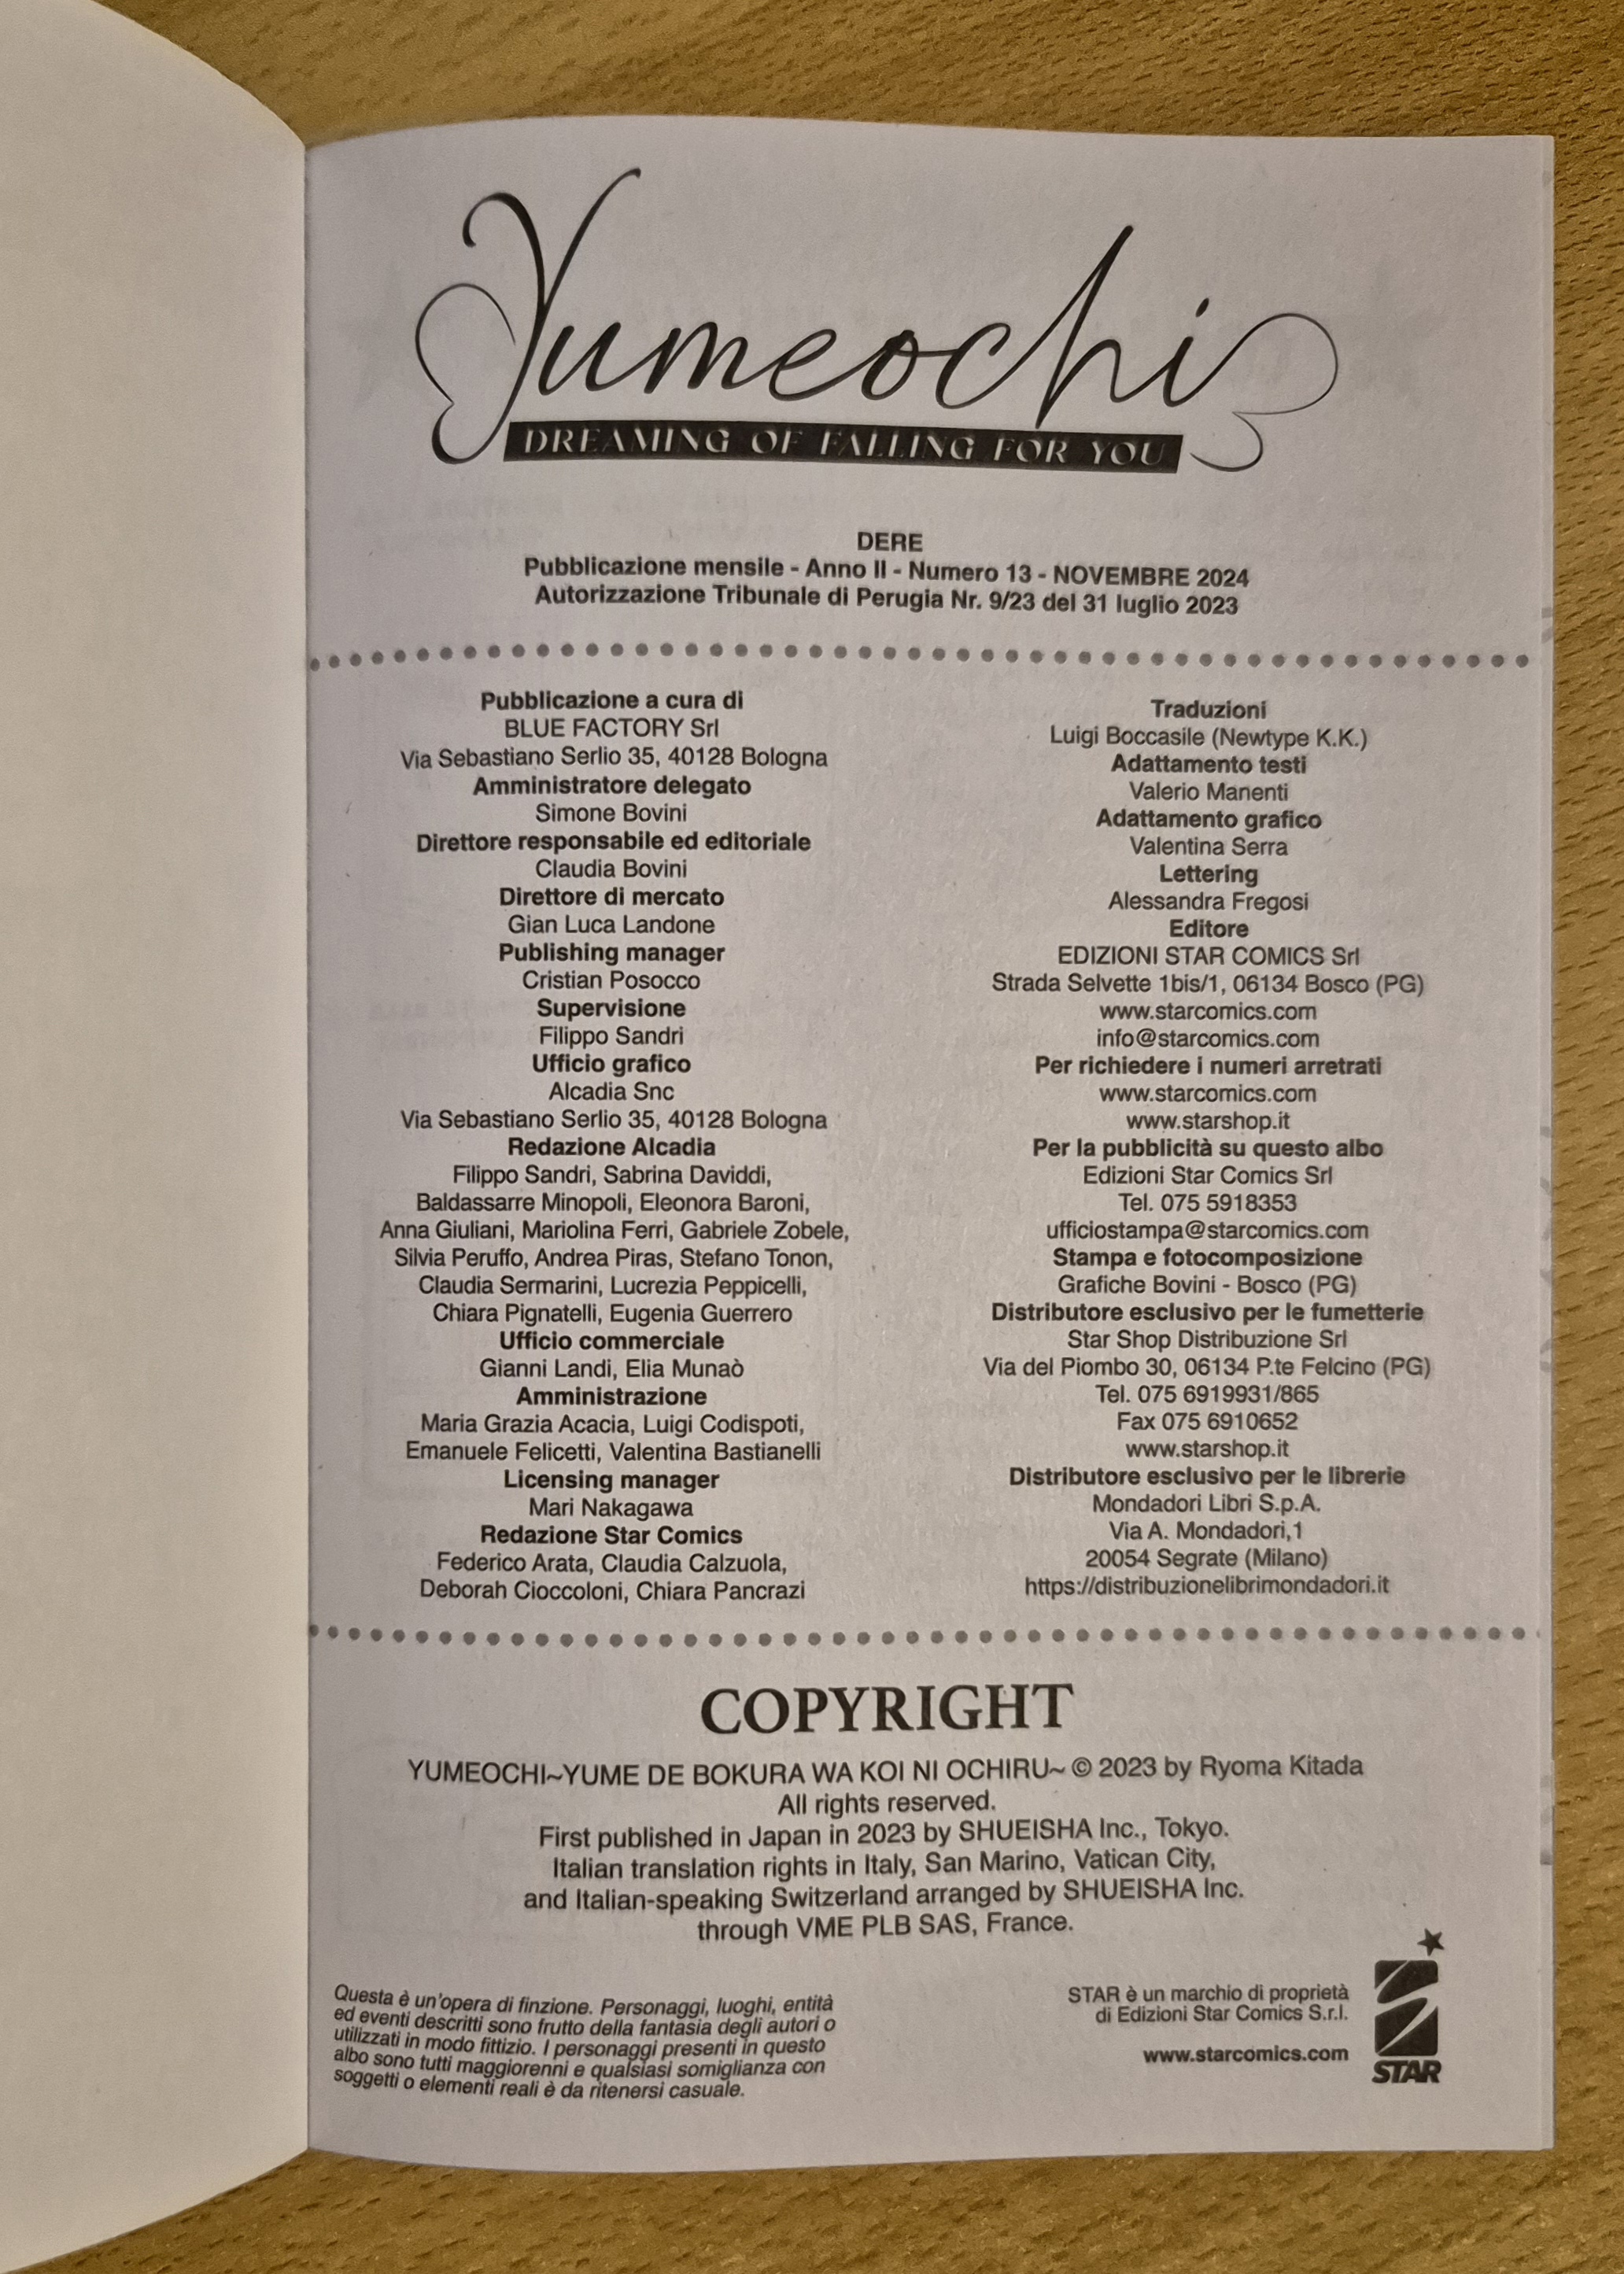 Yumeochi
DREAMING OF FALLING FOR YOU
DERE
Pubblicazione mensile - Anno II - Numero 13 - NOVEMBRE 2024
Autorizzazione Tribunale di Perugia Nr. 9/23 del 31 luglio 2023
Pubblicazione a cura di
BLUE FACTORY Srl
Via Sebastiano Serlio 35, 40128 Bologna
Amministratore delegato
Simone Bovini
Direttore responsabile ed editoriale
Claudia Bovini
Direttore di mercato
Gian Luca Landone
Publishing manager
Cristian Posocco
Supervisione
Filippo Sandri
Ufficio grafico
Alcadia Snc
Via Sebastiano Serlio 35, 40128 Bologna
Redazione Alcadia
Filippo Sandri, Sabrina Daviddi,
Baldassarre Minopoli, Eleonora Baroni,
Anna Giuliani, Mariolina Ferri, Gabriele Zobele,
Silvia Peruffo, Andrea Piras, Stefano Tonon,
Claudia Sermarini, Lucrezia Peppicelli,
Chiara Pignatelli, Eugenia Guerrero
Ufficio commerciale
Gianni Landi, Elia Munaò
Amministrazione
Maria Grazia Acacia, Luigi Codispoti,
Emanuele Felicetti, Valentina Bastianelli
Licensing manager
Mari Nakagawa
Redazione Star Comics
Federico Arata, Claudia Calzuola,
Deborah Cioccoloni, Chiara Pancrazi
Traduzioni
Luigi Boccasile (Newtype K.K.)
Adattamento testi
Valerio Manenti
Adattamento grafico
Valentina Serra
Lettering
Alessandra Fregosi
Editore
EDIZIONI STAR COMICS Srl
Strada Selvette 1bis/1, 06134 Bosco (PG)
www.starcomics.com
info@starcomics.com
Per richiedere i numeri arretrati
www.starcomics.com
www.starshop.it
Per la pubblicità su questo albo
Edizioni Star Comics Srl
Tel. 075 5918353
ufficiostampa@starcomics.com
Stampa e fotocomposizione
Grafiche Bovini - Bosco (PG)
Distributore esclusivo per le fumetterie
Star Shop Distribuzione Srl
Via del Piombo 30, 06134 P.te Felcino (PG)
Tel. 075 6919931/865
Fax 075 6910652
www.starshop.it
Distributore esclusivo per le librerie
Mondadori Libri S.p.A.
Via A. Mondadori,1
20054 Segrate (Milano)
https://distribuzionelibrimondadori.it
COPYRIGHT
YUMEOCHI~YUME DE BOKURA WA KOI NI OCHIRU~ © 2023 by Ryoma Kitada
All rights reserved.
First published in Japan in 2023 by SHUEISHA Inc., Tokyo.
Italian translation rights in Italy, San Marino, Vatican City,
and Italian-speaking Switzerland arranged by SHUEISHA Inc.
through VME PLB SAS, France.
Questa è un'opera di finzione. Personaggi, luoghi, entità
ed eventi descritti sono frutto della fantasia degli autori o
utilizzati in modo fittizio. I personaggi presenti in questo
albo sono tutti maggiorenni e qualsiasi somiglianza con
soggetti o elementi reali è da ritenersi casuale.
STAR è un marchio di proprietà
di Edizioni Star Comics S.r.l.
www.starcomics.com
STAR